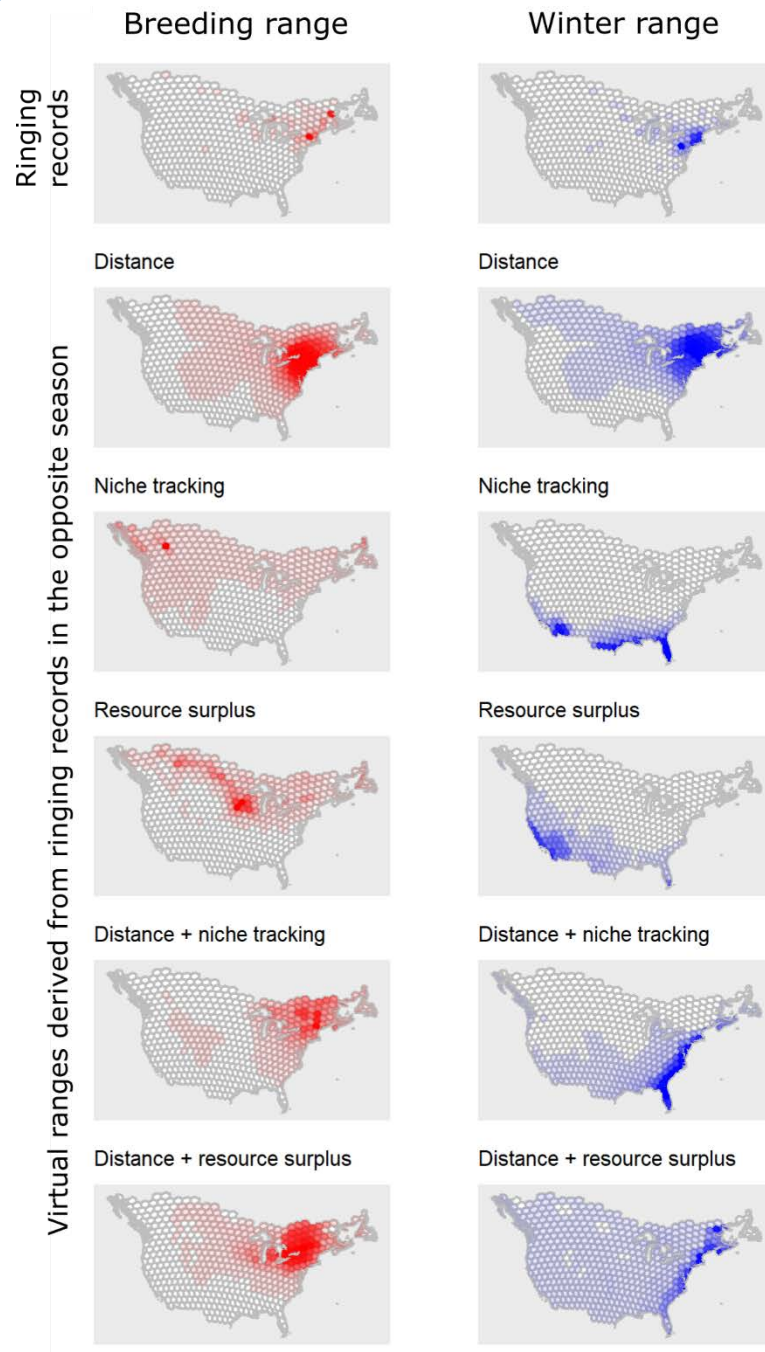 Breeding range
Winter range
Ringing
records
Virtual ranges derived from ringing records in the opposite season
Distance
Distance
Niche tracking
Niche tracking
Resource surplus
Resource surplus
Distance + niche tracking
Distance + niche tracking
Distance + resource surplus
Distance + resource surplus